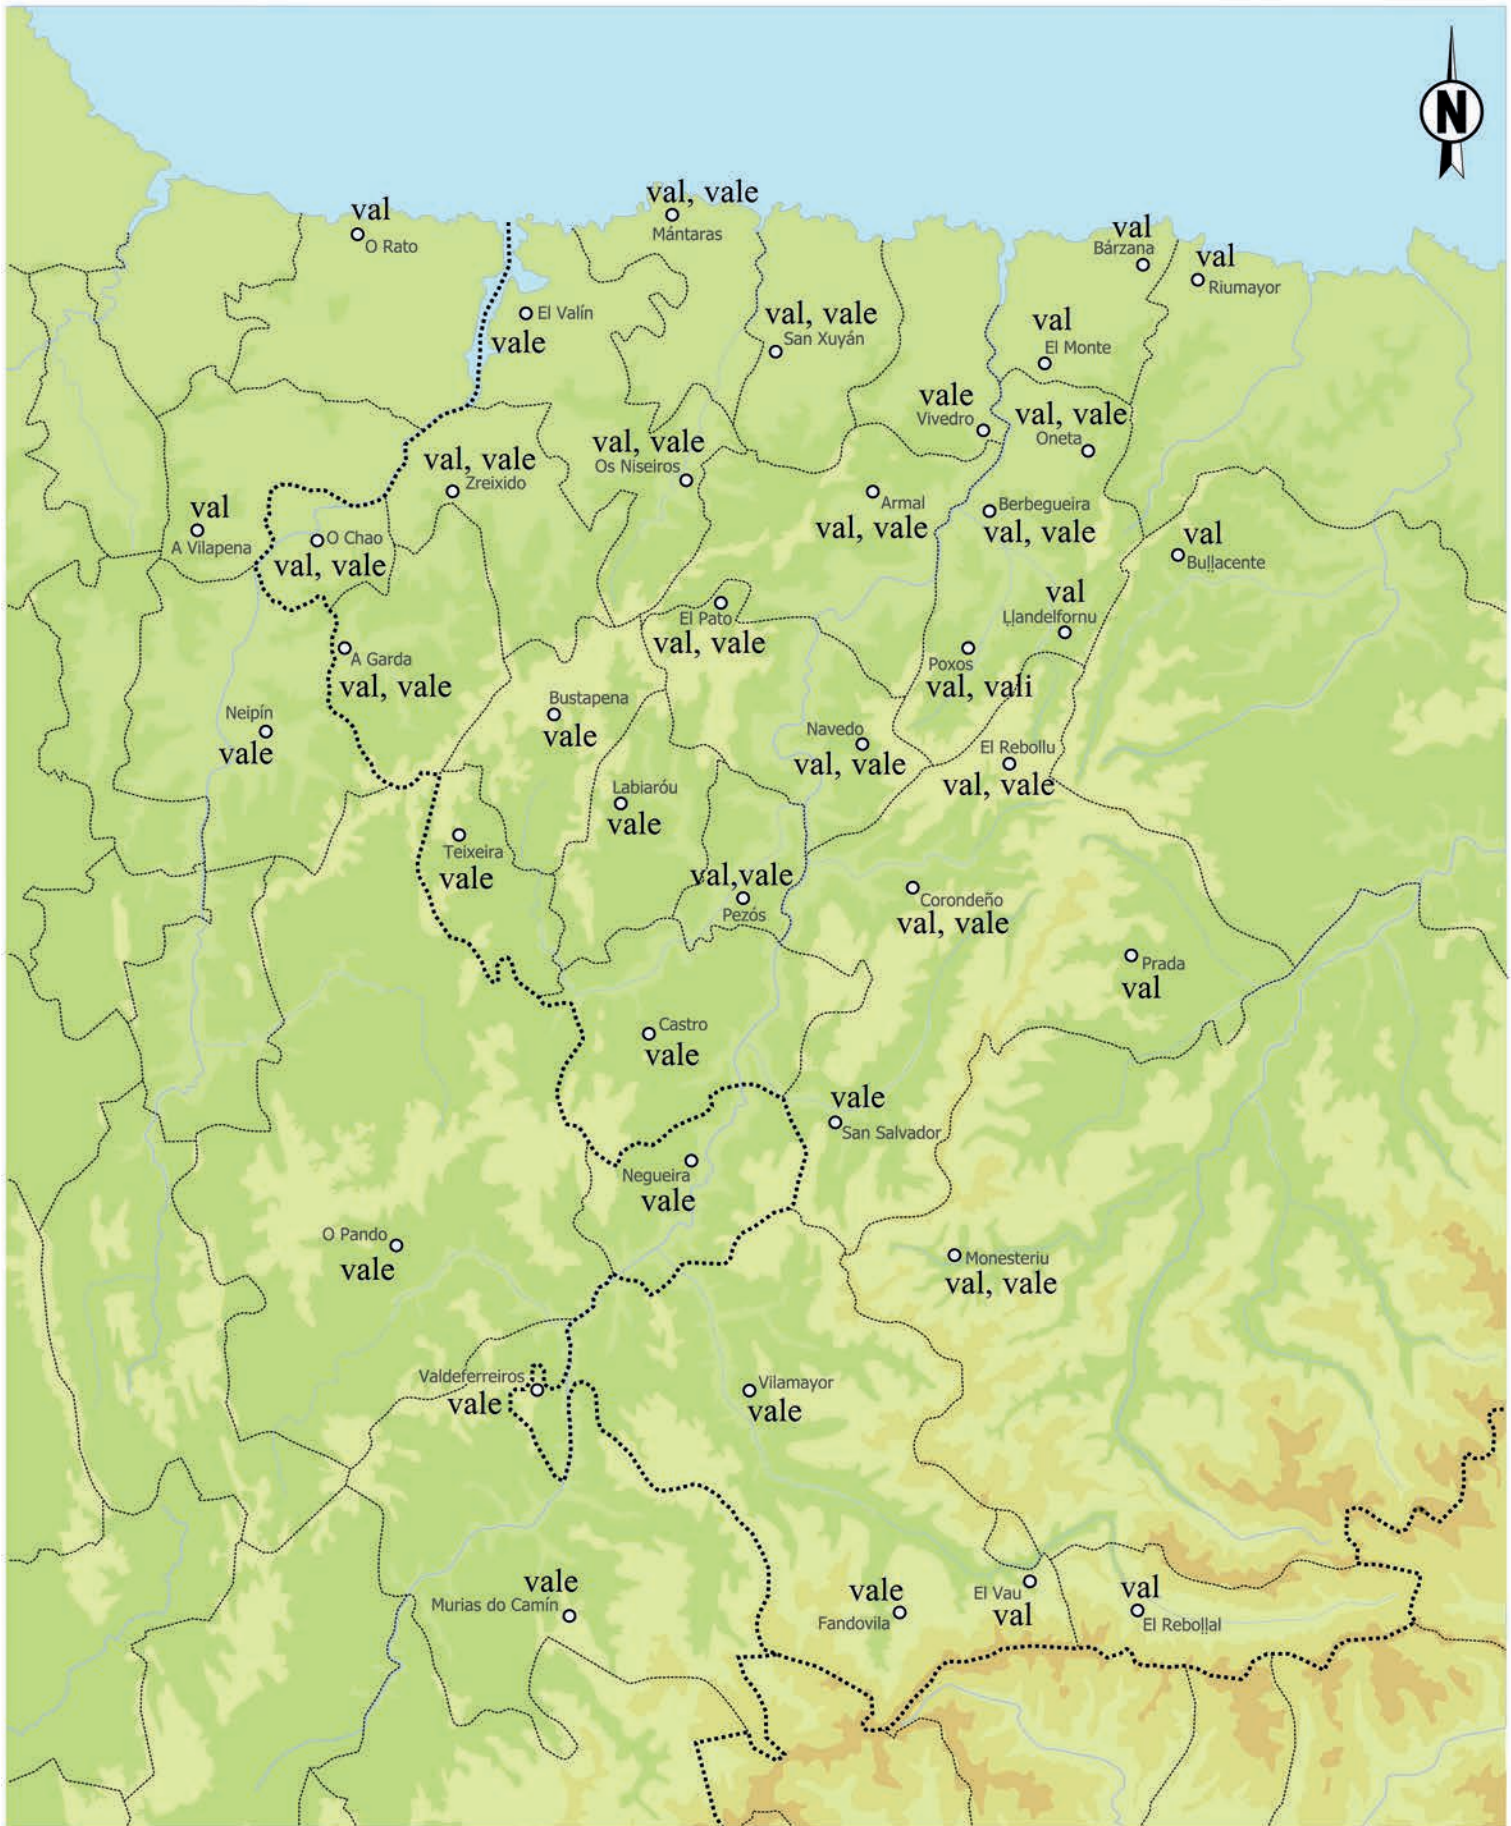 N
val, vale
Mántaras
val
O Rato
val
Bárzana
val
Riumayor
El Valín
vale
val, vale
San Xuyán
val
El Monte
vale
Vivedro
val, vale
Oneta
val, vale
Os Niseiros
val, vale
Zreixido
val
A Vilapena
O Chao
val, vale
Armal
val, vale
Berbegueira
val, vale
val
Buḷḷacente
El Pato
val, vale
val
Ḷḷandelfornu
A Garda
val, vale
Poxos
val, vali
Bustapena
vale
Neipín
vale
Navedo
val, vale
El Rebollu
val, vale
Labiaróu
vale
Teixeira
vale
val,vale
Pezós
Corondeño
val, vale
Prada
val
Castro
vale
vale
San Salvador
Negueira
vale
O Pando
vale
Monesteriu
val, vale
Valdeferreiros
vale
Vilamayor
vale
vale
Murias do Camín
vale
Fandovila
El Vau
val
val
El Reboḷḷal